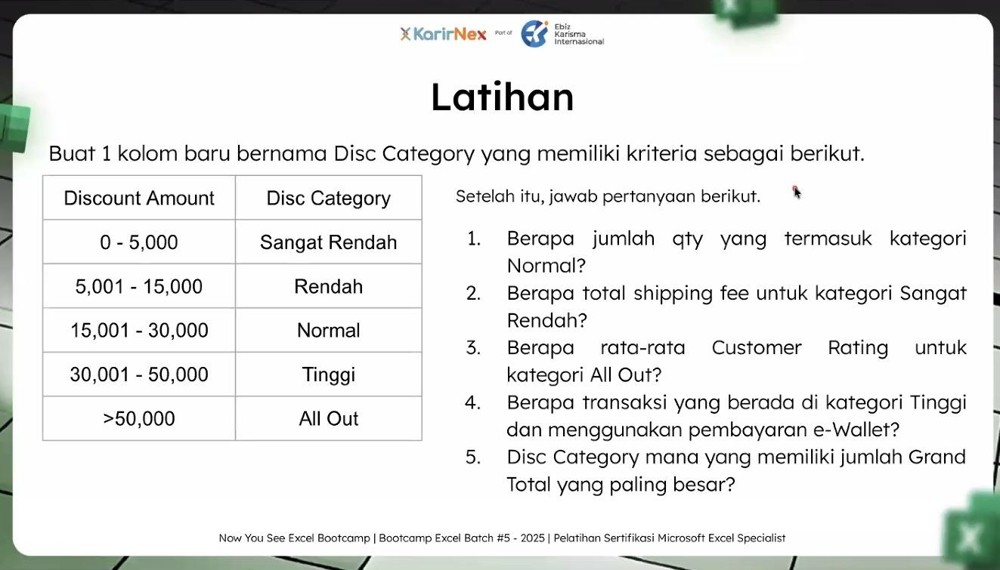 KarirNex Part of Ebiz
Karisma
Internasional
Latihan
Buat 1 kolom baru bernama Disc Category yang memiliki kriteria sebagai berikut.
Discount Amount Disc Category
0 - 5,000 Sangat Rendah
5,001 - 15,000 Rendah
15,001 - 30,000 Normal
30,001 - 50,000 Tinggi
>50,000 All Out
Setelah itu, jawab pertanyaan berikut.
1. Berapa jumlah qty yang termasuk kategori
Normal?
2. Berapa total shipping fee untuk kategori Sangat
Rendah?
3. Berapa rata-rata Customer Rating untuk
kategori All Out?
4. Berapa transaksi yang berada di kategori Tinggi
dan menggunakan pembayaran e-Wallet?
5. Disc Category mana yang memiliki jumlah Grand
Total yang paling besar?
Now You See Excel Bootcamp | Bootcamp Excel Batch #5 - 2025 | Pelatihan Sertifikasi Microsoft Excel Specialist
X